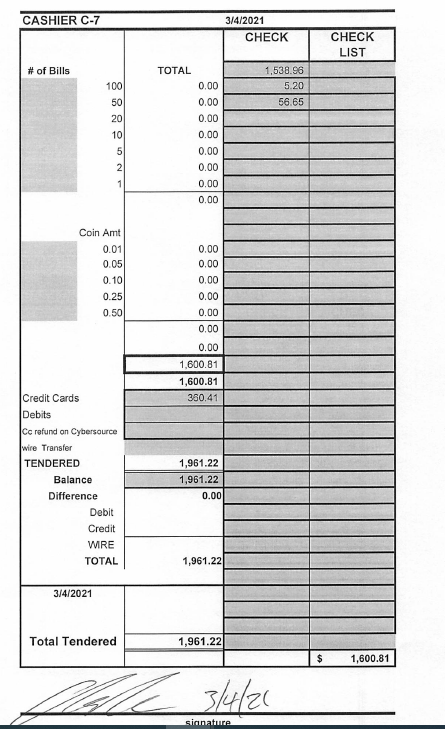 CASHIER C-7 3/4/2021
CHECK CHECK LIST
# of Bills TOTAL 1,538.96
100 0.00 5.20
50 0.00 56.65
20 0.00
10 0.00
5 0.00
2 0.00
1 0.00
0.00
Coin Amt
0.01 0.00
0.05 0.00
0.10 0.00
0.25 0.00
0.50 0.00
0.00
0.00
1,600.81
1,600.81
Credit Cards 360.41
Debits
Cc refund on Cybersource
wire Transfer
TENDERED 1,961.22
Balance 1,961.22
Difference 0.00
Debit
Credit
WIRE
TOTAL 1,961.22
3/4/2021
Total Tendered 1,961.22
$ 1,600.81
3/4/21
signature